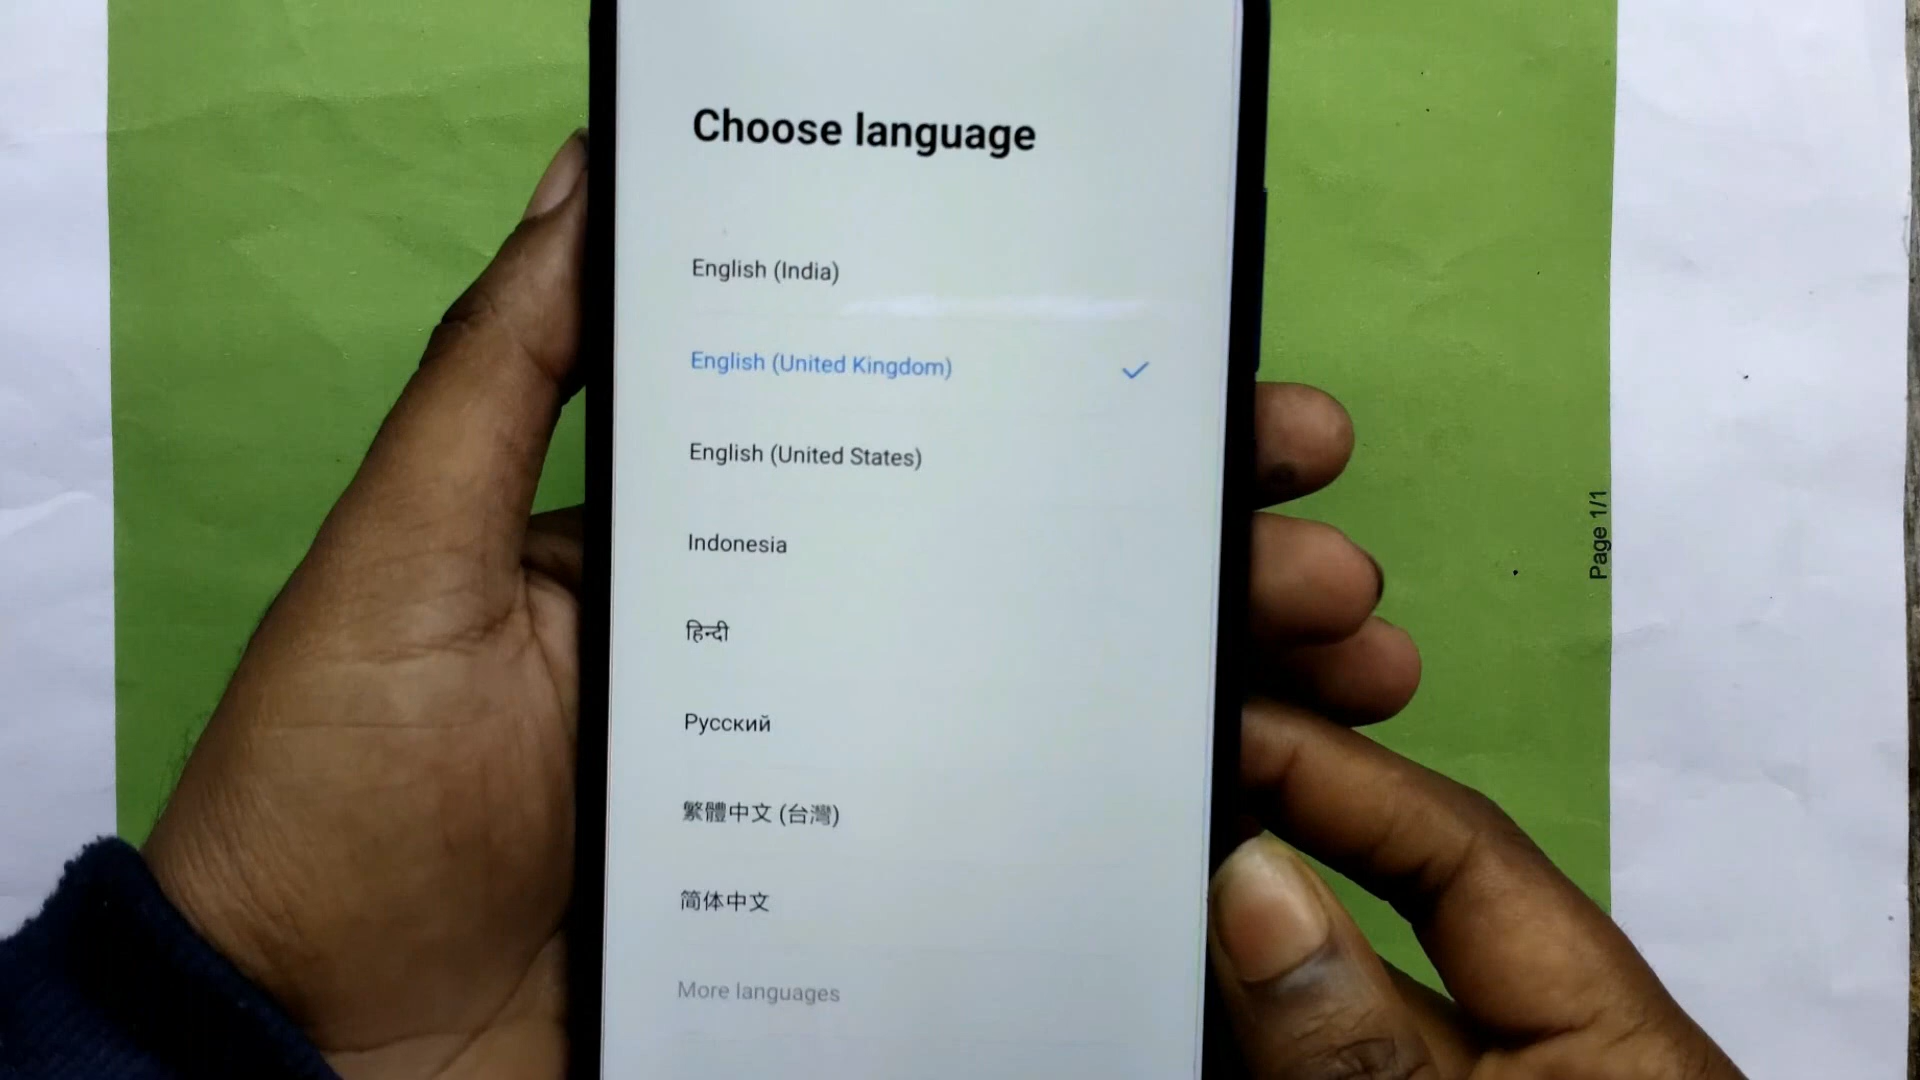 Choose language
English (India)
English (United Kingdom)
English (United States)
Indonesia
हिन्दी
Русский
繁體中文 (台灣)
简体中文
More languages
Page 1/1